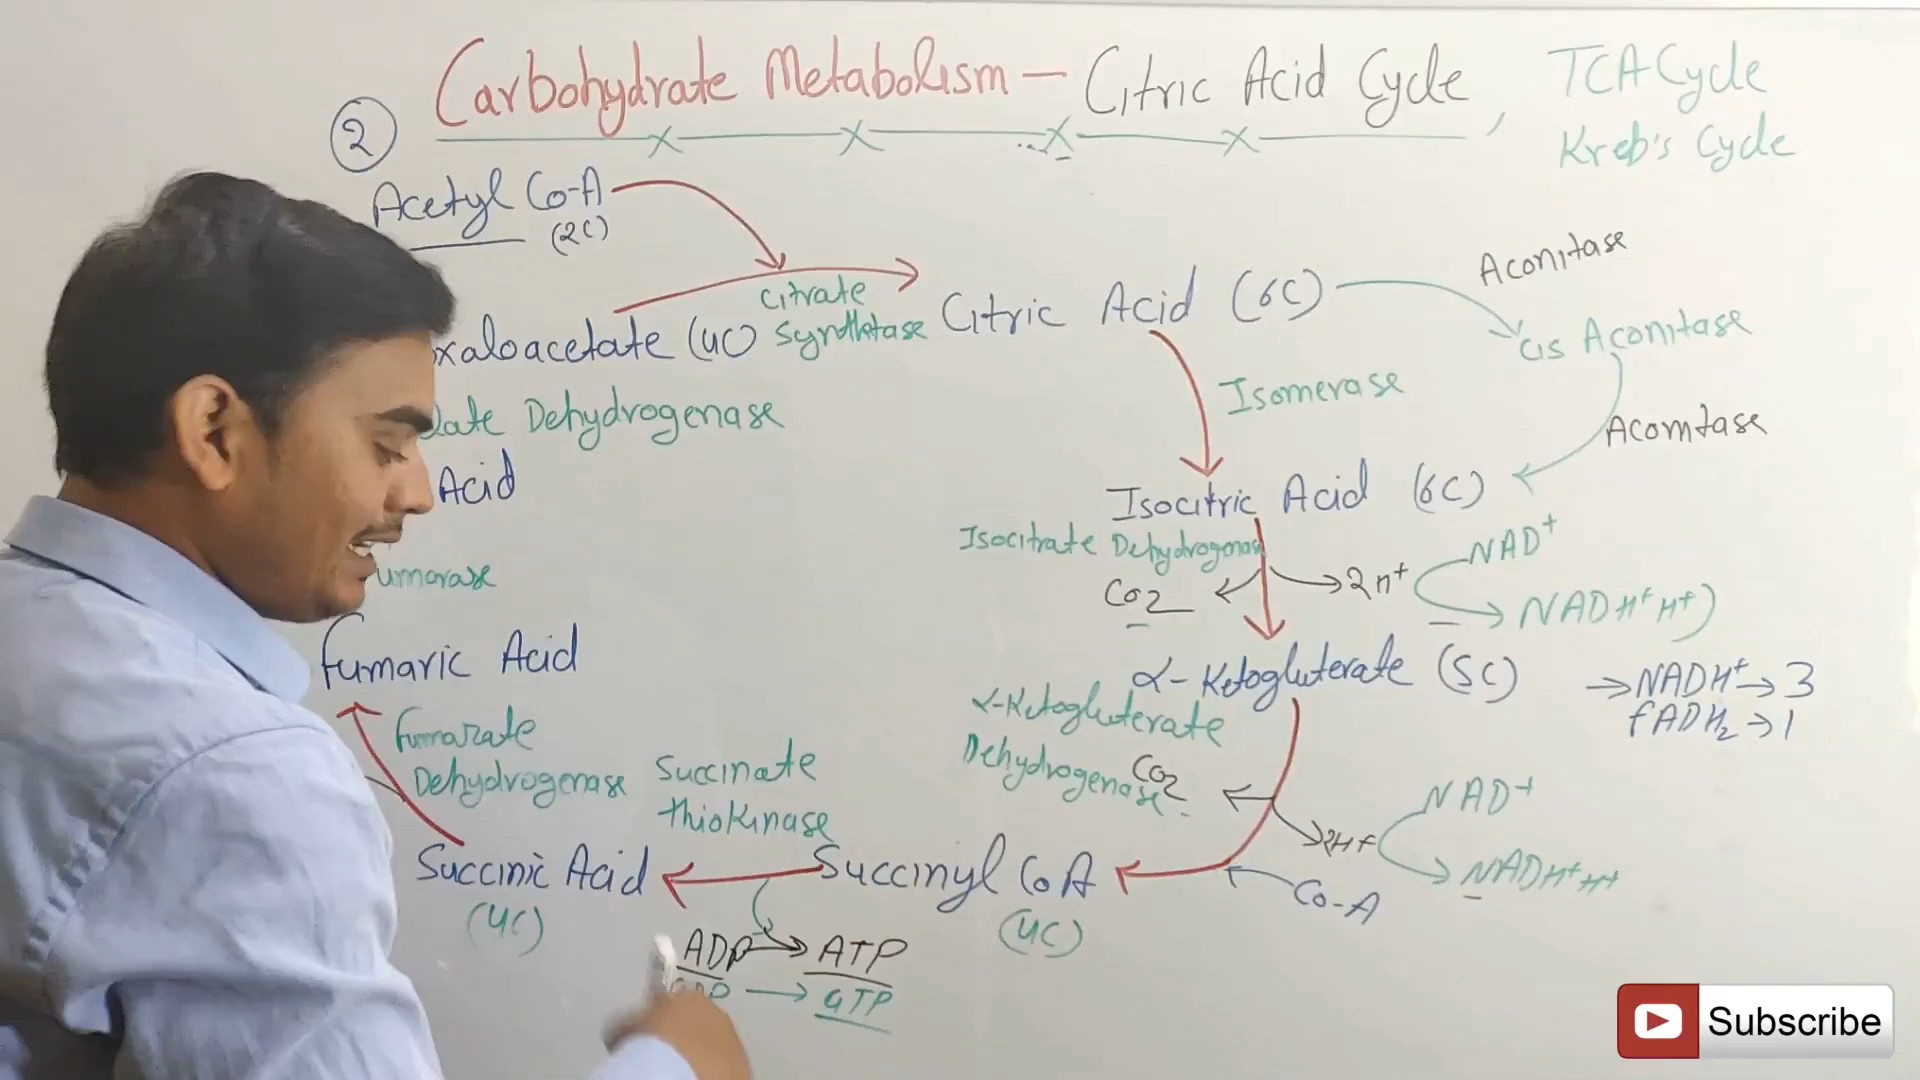 Carbohydrate Metabolism — Citric Acid Cycle, TCA Cycle
Kreb's Cycle
2
Acetyl Co-A
(2C)
Aconitase
Citrate
Synthetase
Citric Acid (6C)
xaloacetate (4C)
cis Aconitase
Isomerase
late Dehydrogenase
Aconitase
Acid
Isocitric Acid (6C)
Isocitrate Dehydrogenas
NAD+
CO2
2H+
NADH+H+)
umarase
Fumaric Acid
α-Ketogluterate (5C)
→NADH+→3
FADH2→1
α-Ketogluterate
Dehydrogenase
CO2
Fumarate
Dehydrogenase
Succinate
thiokinase
NAD+
2H+
NADH+H+
Succinic Acid
(4C)
Succinyl CoA
(4C)
Co-A
ADP → ATP
→ GTP
Subscribe